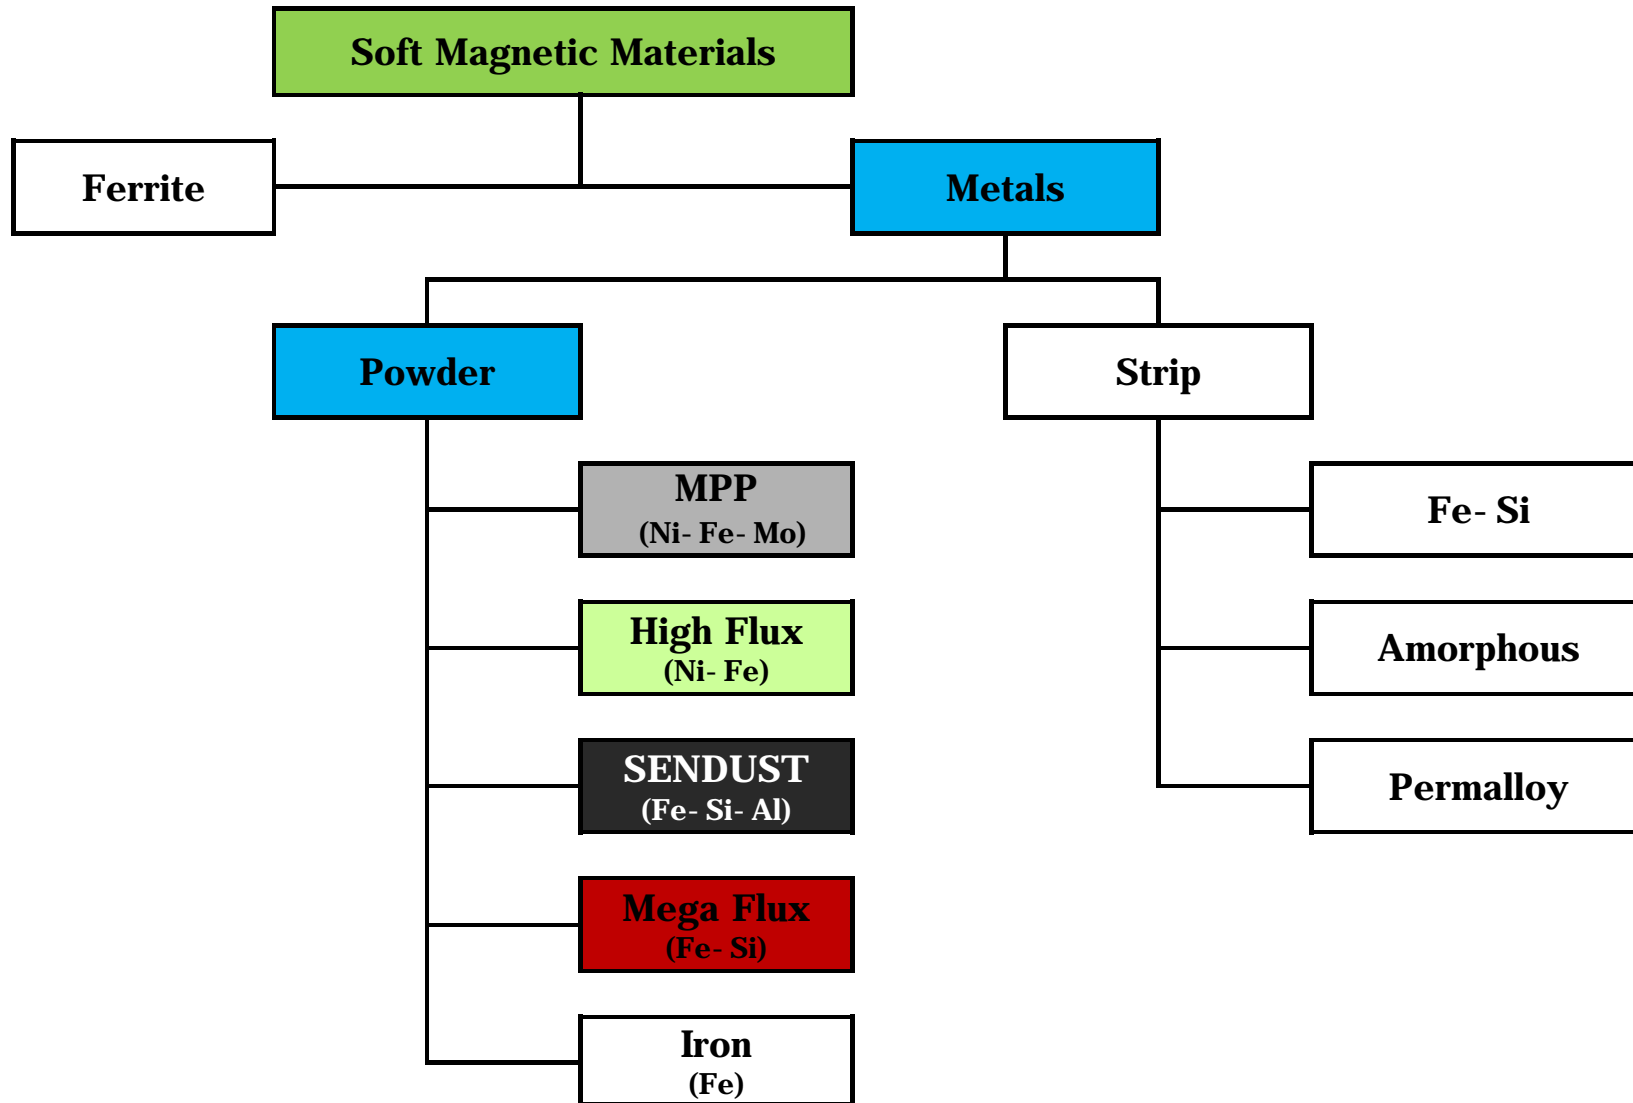 Soft Magnetic Materials
Ferrite
Metals
Powder
Strip
MPP
(Ni- Fe- Mo)
High Flux
(Ni- Fe)
SENDUST
(Fe- Si- Al)
Mega Flux
(Fe- Si)
Iron
(Fe)
Fe- Si
Amorphous
Permalloy